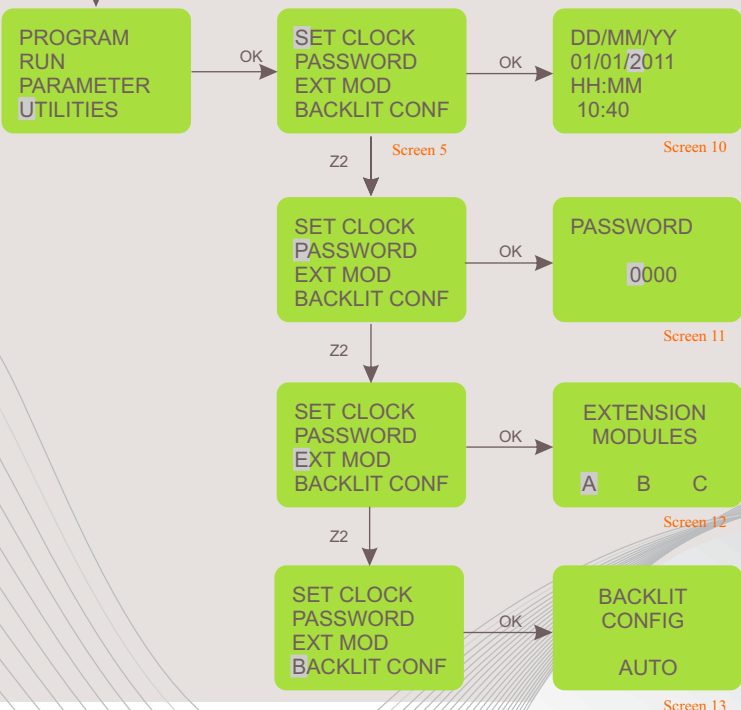 PROGRAM
RUN
PARAMETER
UTILITIES
OK
SET CLOCK
PASSWORD
EXT MOD
BACKLIT CONF
OK
DD/MM/YY
01/01/2011
HH:MM
10:40
Z2
Screen 5
Screen 10
SET CLOCK
PASSWORD
EXT MOD
BACKLIT CONF
OK
PASSWORD
0000
Z2
Screen 11
SET CLOCK
PASSWORD
EXT MOD
BACKLIT CONF
OK
EXTENSION
MODULES
A B C
Z2
Screen 12
SET CLOCK
PASSWORD
EXT MOD
BACKLIT CONF
OK
BACKLIT
CONFIG
AUTO
Screen 13